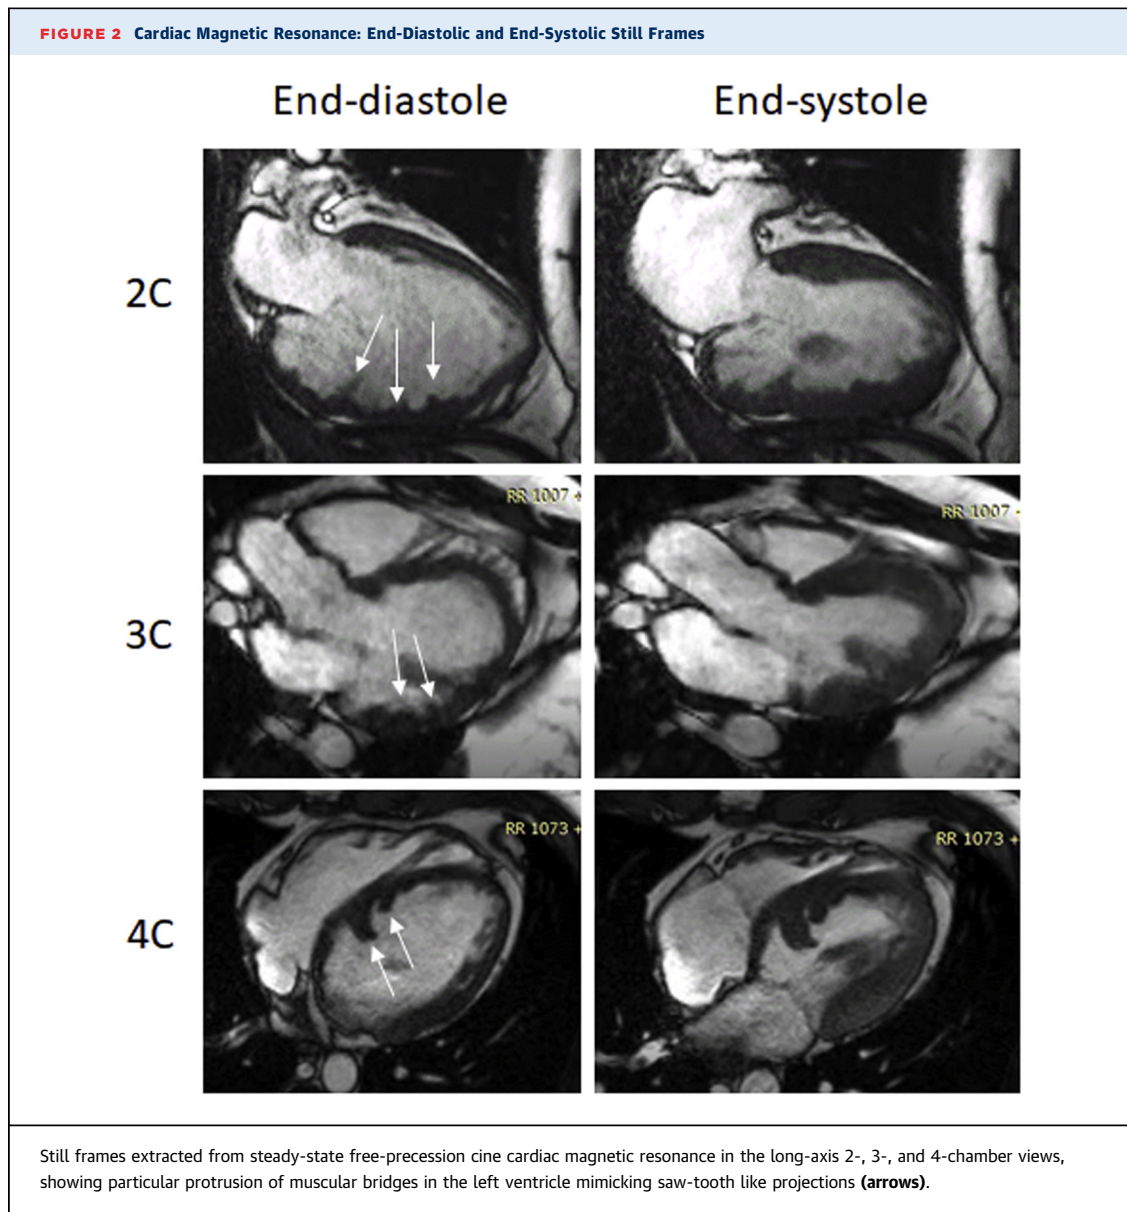 FIGURE 2 Cardiac Magnetic Resonance: End-Diastolic and End-Systolic Still Frames
End-diastole End-systole
2C
RR 1007 + RR 1007
3C
RR 1073 + RR 1073 +
4C
Still frames extracted from steady-state free-precession cine cardiac magnetic resonance in the long-axis 2-, 3-, and 4-chamber views,
showing particular protrusion of muscular bridges in the left ventricle mimicking saw-tooth like projections (arrows).